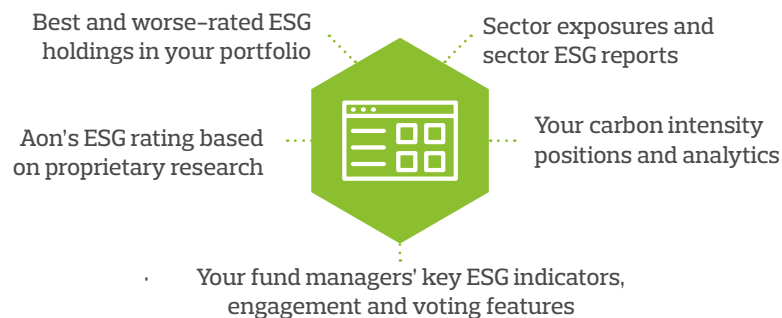 Best and worse-rated ESG
holdings in your portfolio
Sector exposures and
sector ESG reports
Aon's ESG rating based
on proprietary research
Your carbon intensity
positions and analytics
· Your fund managers' key ESG indicators,
engagement and voting features